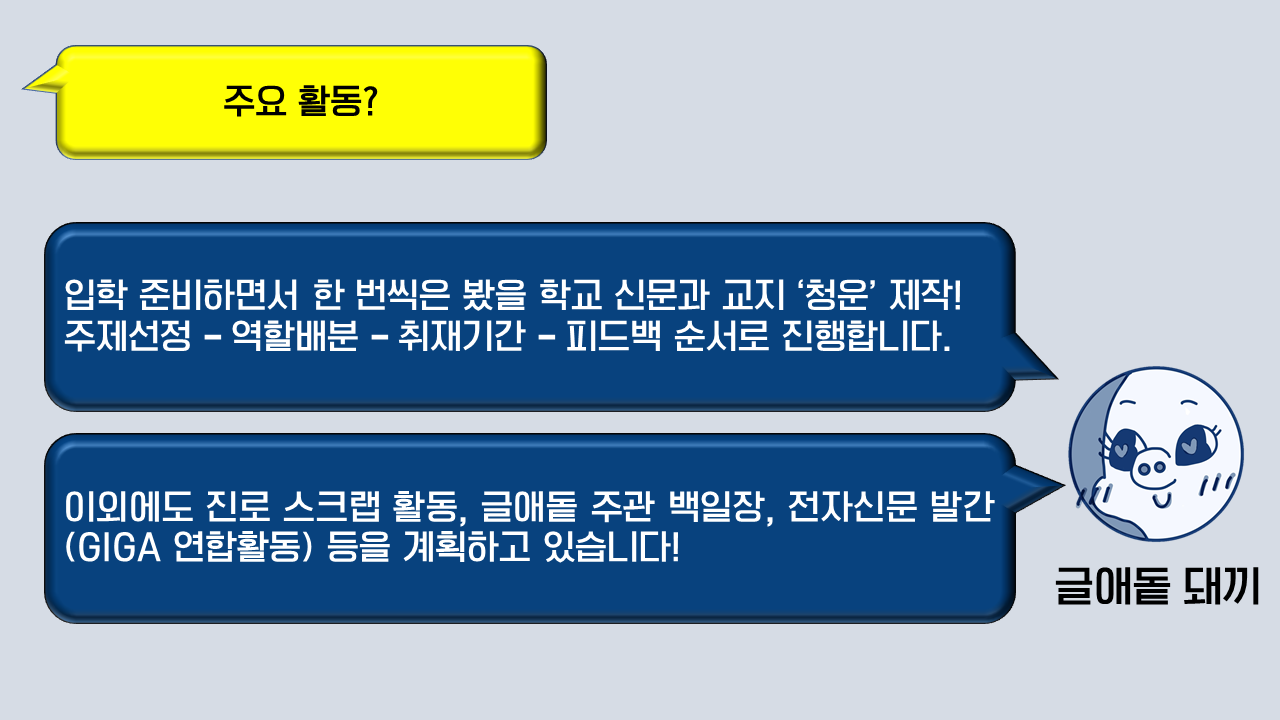 주요 활동?
입학 준비하면서 한 번씩은 봤을 학교 신문과 교지 ‘청운’ 제작!
주제선정 – 역할배분 – 취재기간 – 피드백 순서로 진행합니다.
이외에도 진로 스크랩 활동, 글애돝 주관 백일장, 전자신문 발간
(GIGA 연합활동) 등을 계획하고 있습니다!
글애돝 돼끼